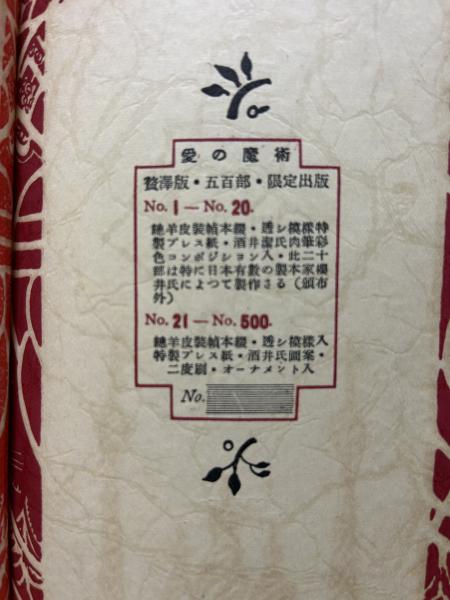 愛の魔術
贅澤版・五百部・限定出版
No. 1 — No. 20.
總羊皮裝幀本綴・透シ模樣特
製プレス紙・酒井潔氏肉筆彩
色コンポジション入・此二十
部は特に日本有數の製本家櫻
井氏によつて製作さる（頒布
外）
No. 21 — No. 500.
總羊皮裝幀本綴・透シ模樣入
特製プレス紙・酒井氏圖案・
二度刷・オーナメント入
No.